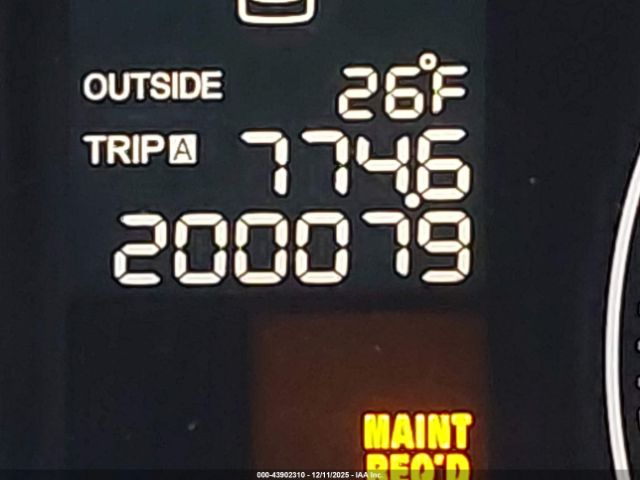 OUTSIDE 26°F
TRIP A 774.6
200079
MAINT
REQ'D
000-43902310 - 12/11/2025 - IAA Inc.